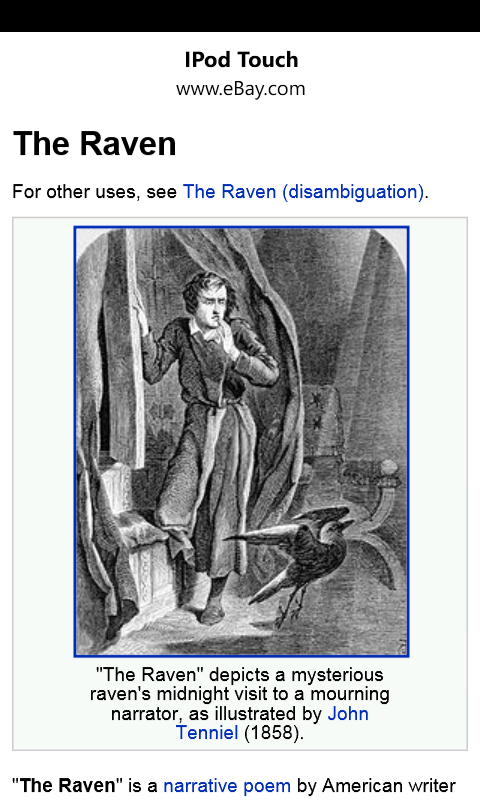 IPod Touch
www.eBay.com
The Raven
For other uses, see The Raven (disambiguation).
"The Raven" depicts a mysterious
raven's midnight visit to a mourning
narrator, as illustrated by John
Tenniel (1858).
"The Raven" is a narrative poem by American writer